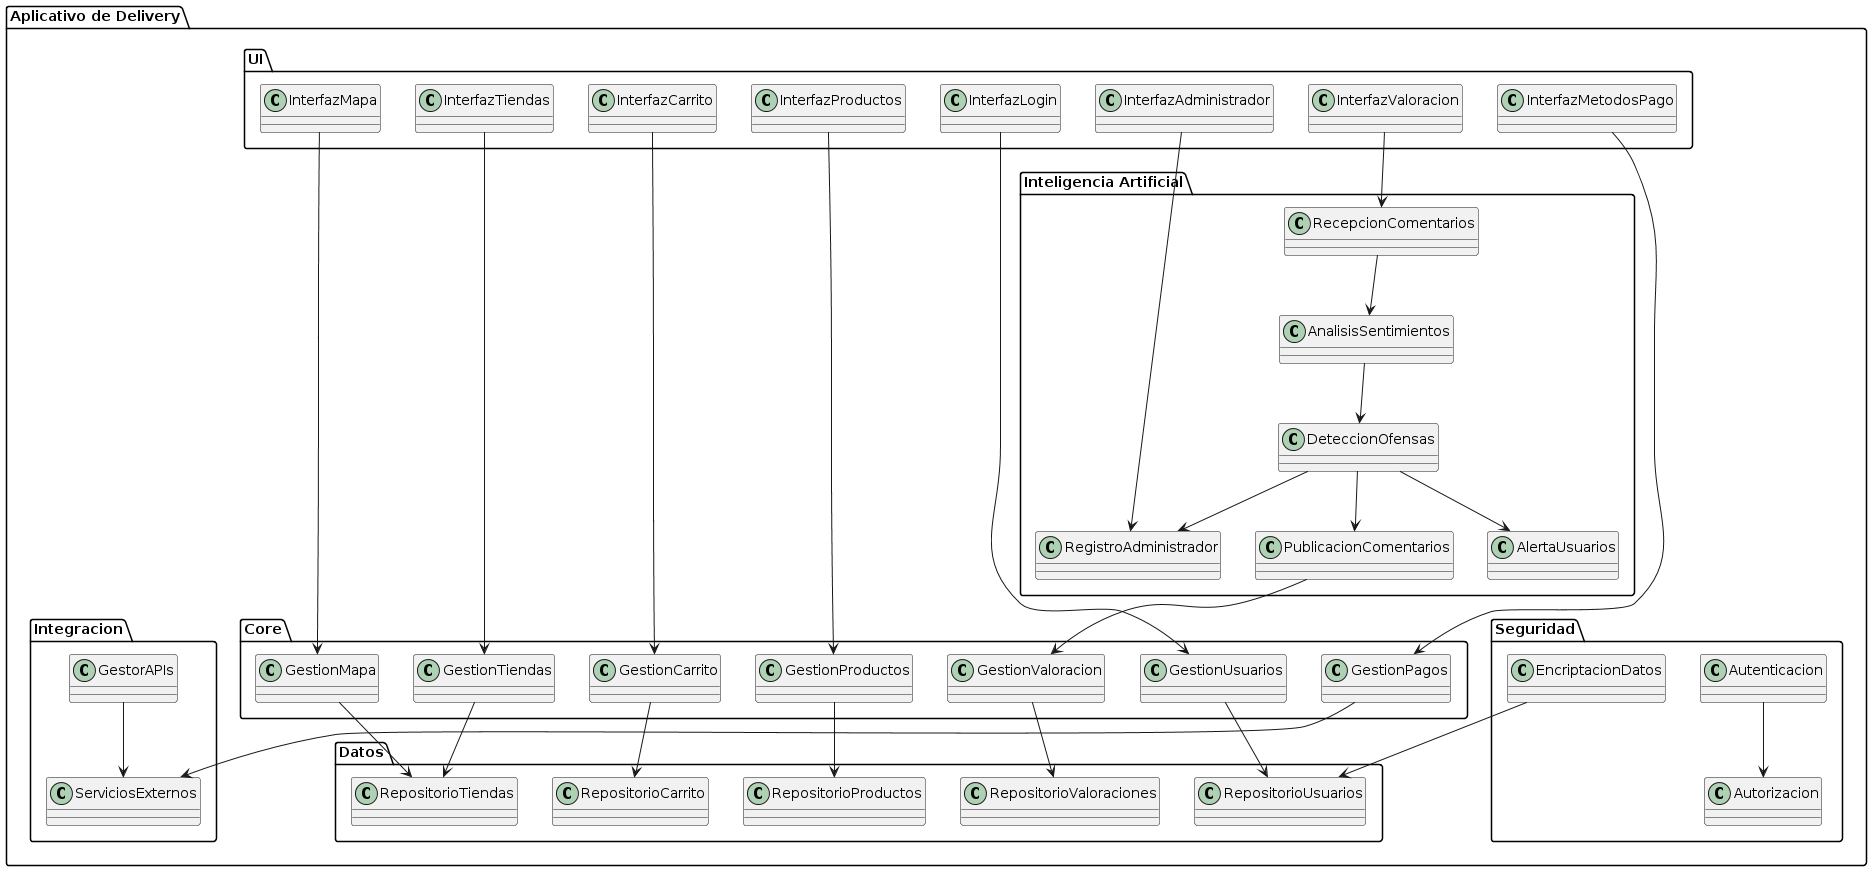 Aplicativo de Delivery
UI
C InterfazMapa
C InterfazTiendas
C InterfazCarrito
C InterfazProductos
C InterfazLogin
C InterfazAdministrador
C InterfazValoracion
C InterfazMetodosPago
Inteligencia Artificial
C RecepcionComentarios
C AnalisisSentimientos
C DeteccionOfensas
C RegistroAdministrador
C PublicacionComentarios
C AlertaUsuarios
Integracion
C GestorAPIs
C ServiciosExternos
Core
C GestionMapa
C GestionTiendas
C GestionCarrito
C GestionProductos
C GestionValoracion
C GestionUsuarios
C GestionPagos
Seguridad
C EncriptacionDatos
C Autenticacion
C Autorizacion
Datos
C RepositorioTiendas
C RepositorioCarrito
C RepositorioProductos
C RepositorioValoraciones
C RepositorioUsuarios